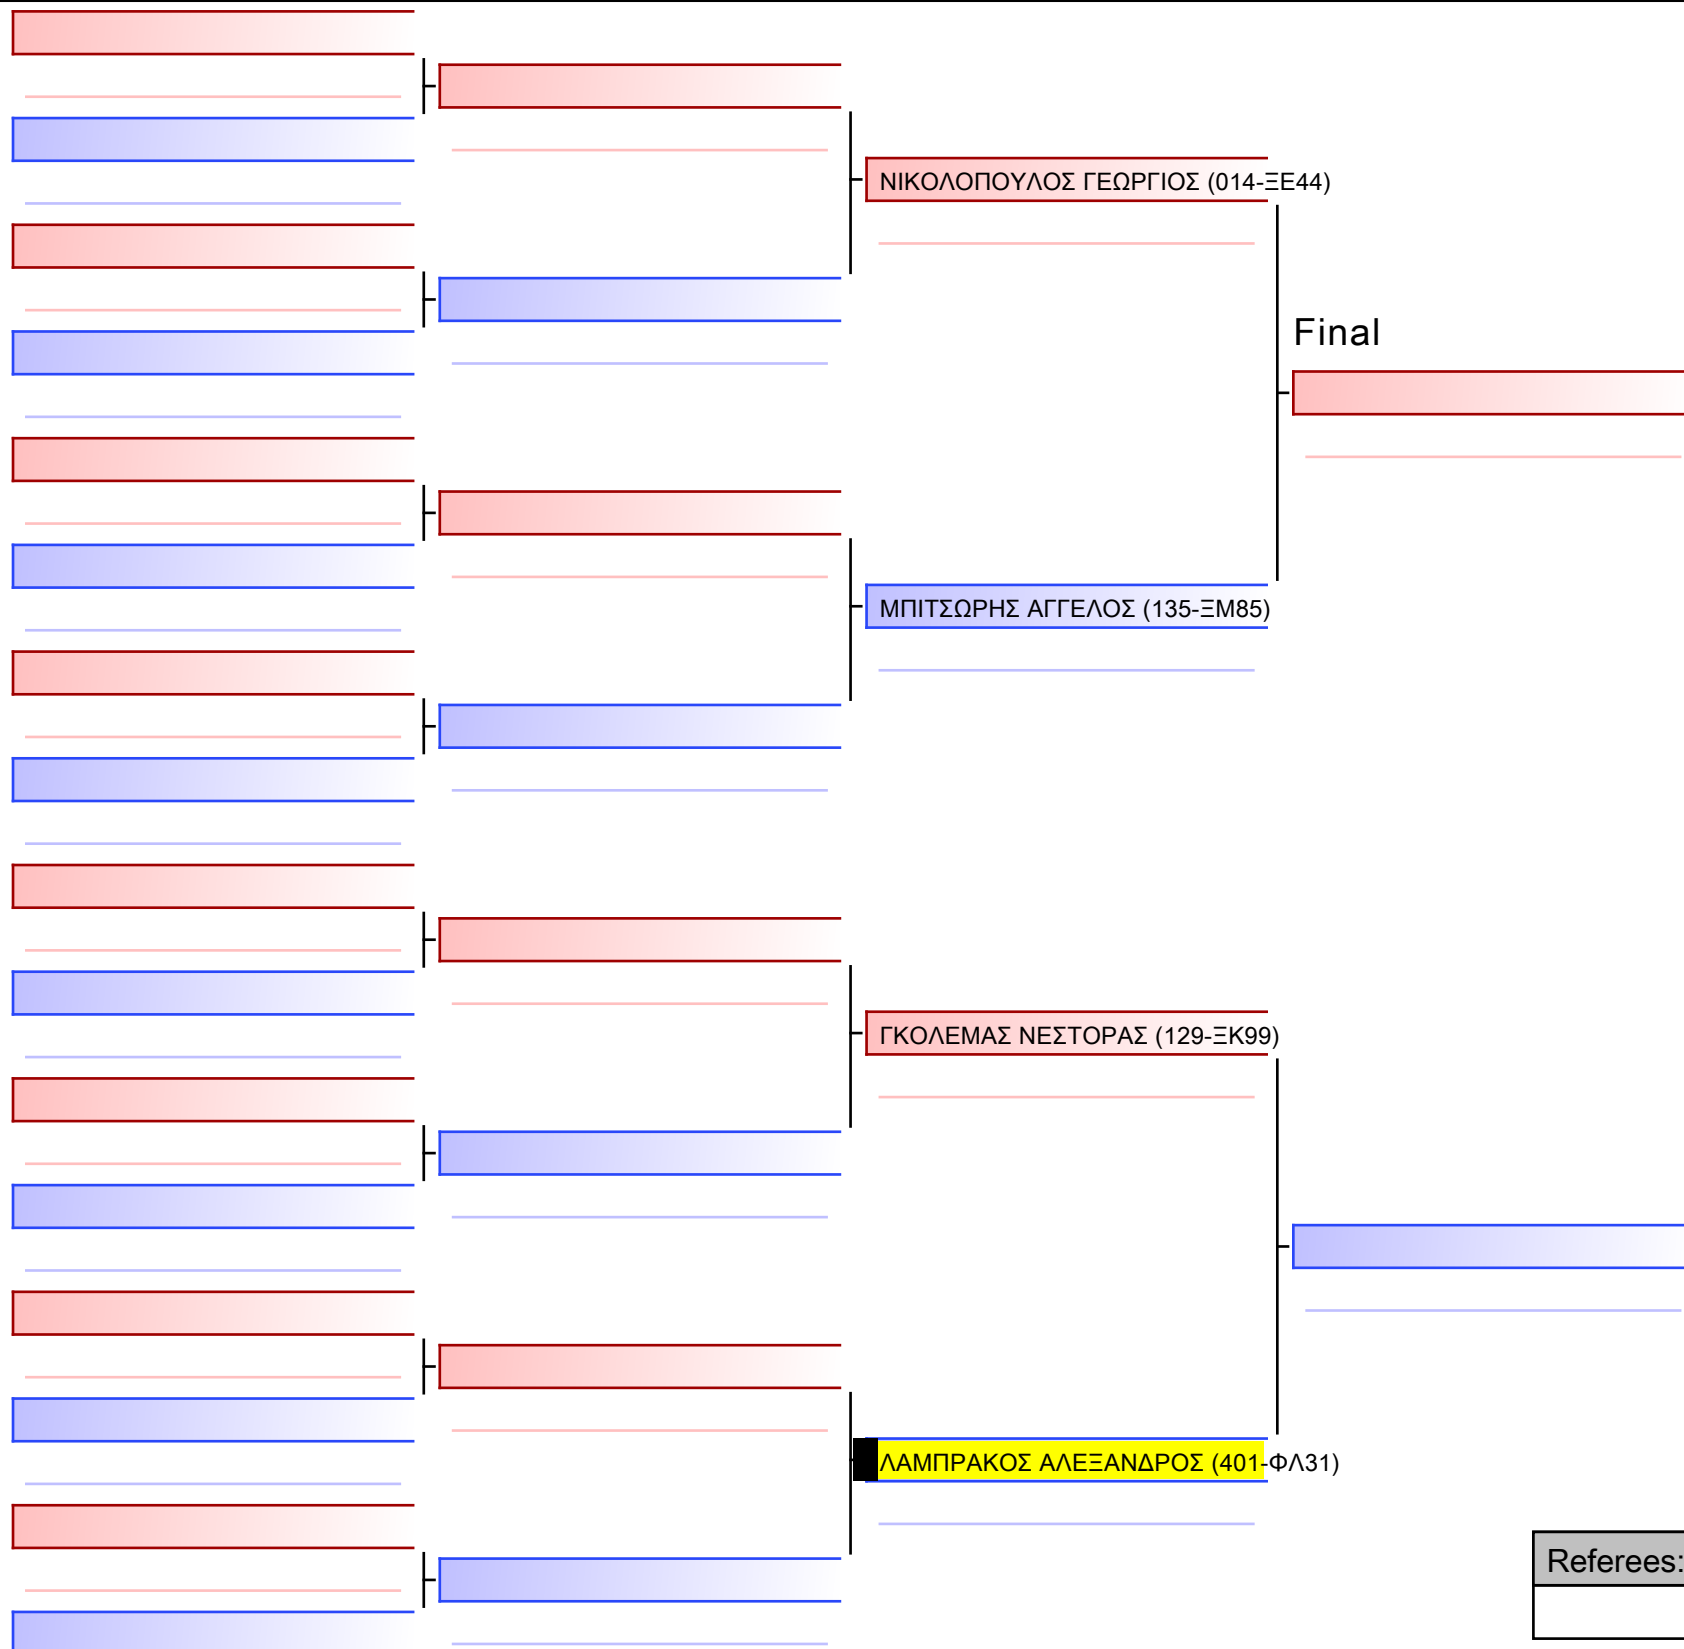 ΝΙΚΟΛΟΠΟΥΛΟΣ ΓΕΩΡΓΙΟΣ (014-ΞΕ44)
Final
ΜΠΙΤΣΩΡΗΣ ΑΓΓΕΛΟΣ (135-ΞΜ85)
ΓΚΟΛΕΜΑΣ ΝΕΣΤΟΡΑΣ (129-ΞΚ99)
ΛΑΜΠΡΑΚΟΣ ΑΛΕΞΑΝΔΡΟΣ (401-ΦΛ31)
Referees: